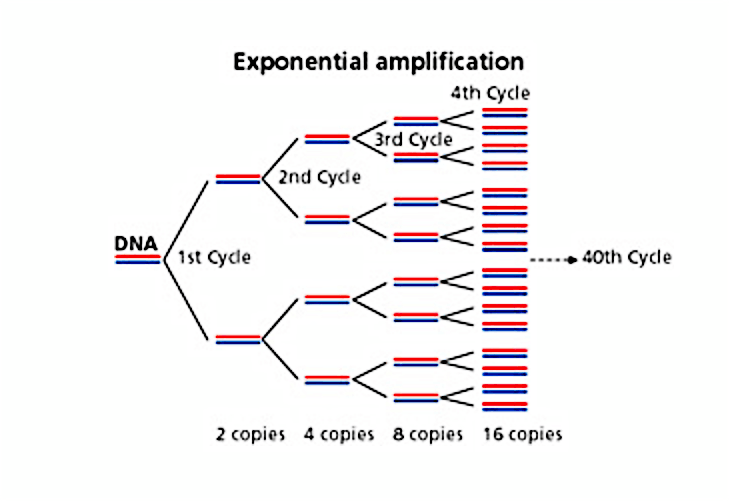 Exponential amplification
4th Cycle
3rd Cycle
2nd Cycle
DNA
1st Cycle
40th Cycle
2 copies 4 copies 8 copies 16 copies